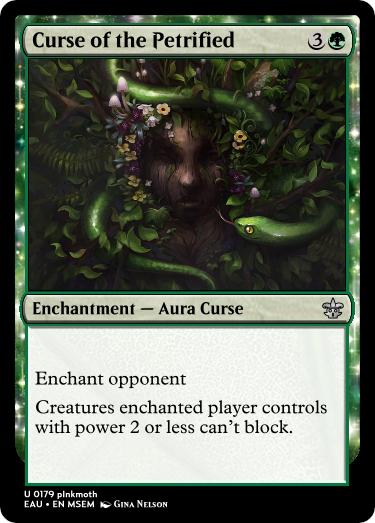 Curse of the Petrified 3
Enchantment — Aura Curse
Enchant opponent
Creatures enchanted player controls
with power 2 or less can't block.
U 0179 pInkmoth
EAU • EN MSEM Gina Nelson